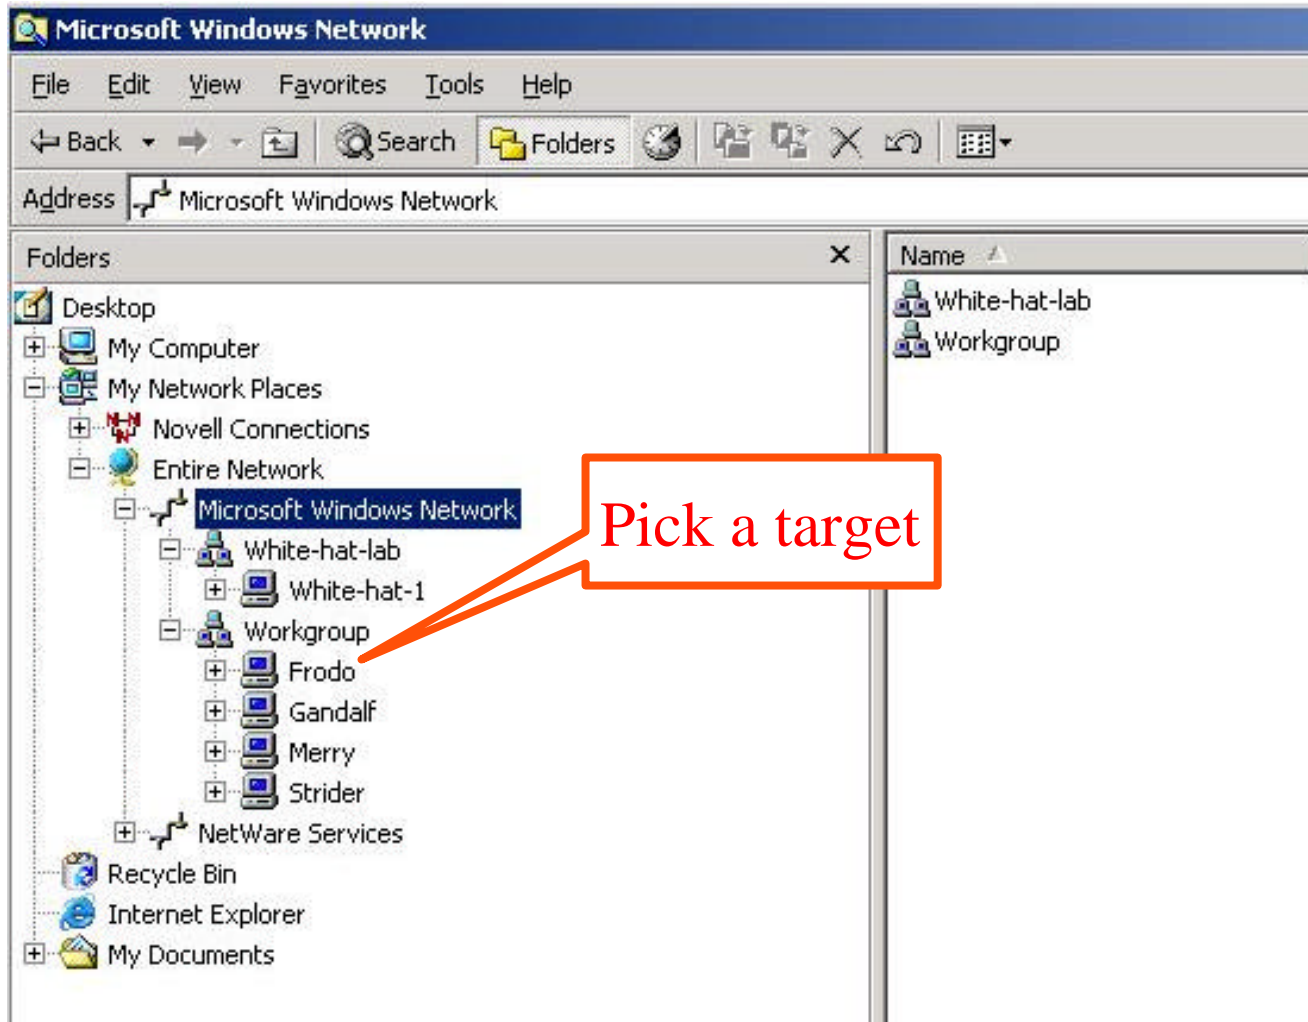 Microsoft Windows Network
File Edit View Favorites Tools Help
Back Search Folders
Address Microsoft Windows Network
Folders
Desktop
My Computer
My Network Places
Novell Connections
Entire Network
Microsoft Windows Network
White-hat-lab
White-hat-1
Workgroup
Frodo
Gandalf
Merry
Strider
NetWare Services
Recycle Bin
Internet Explorer
My Documents
Pick a target
Name
White-hat-lab
Workgroup